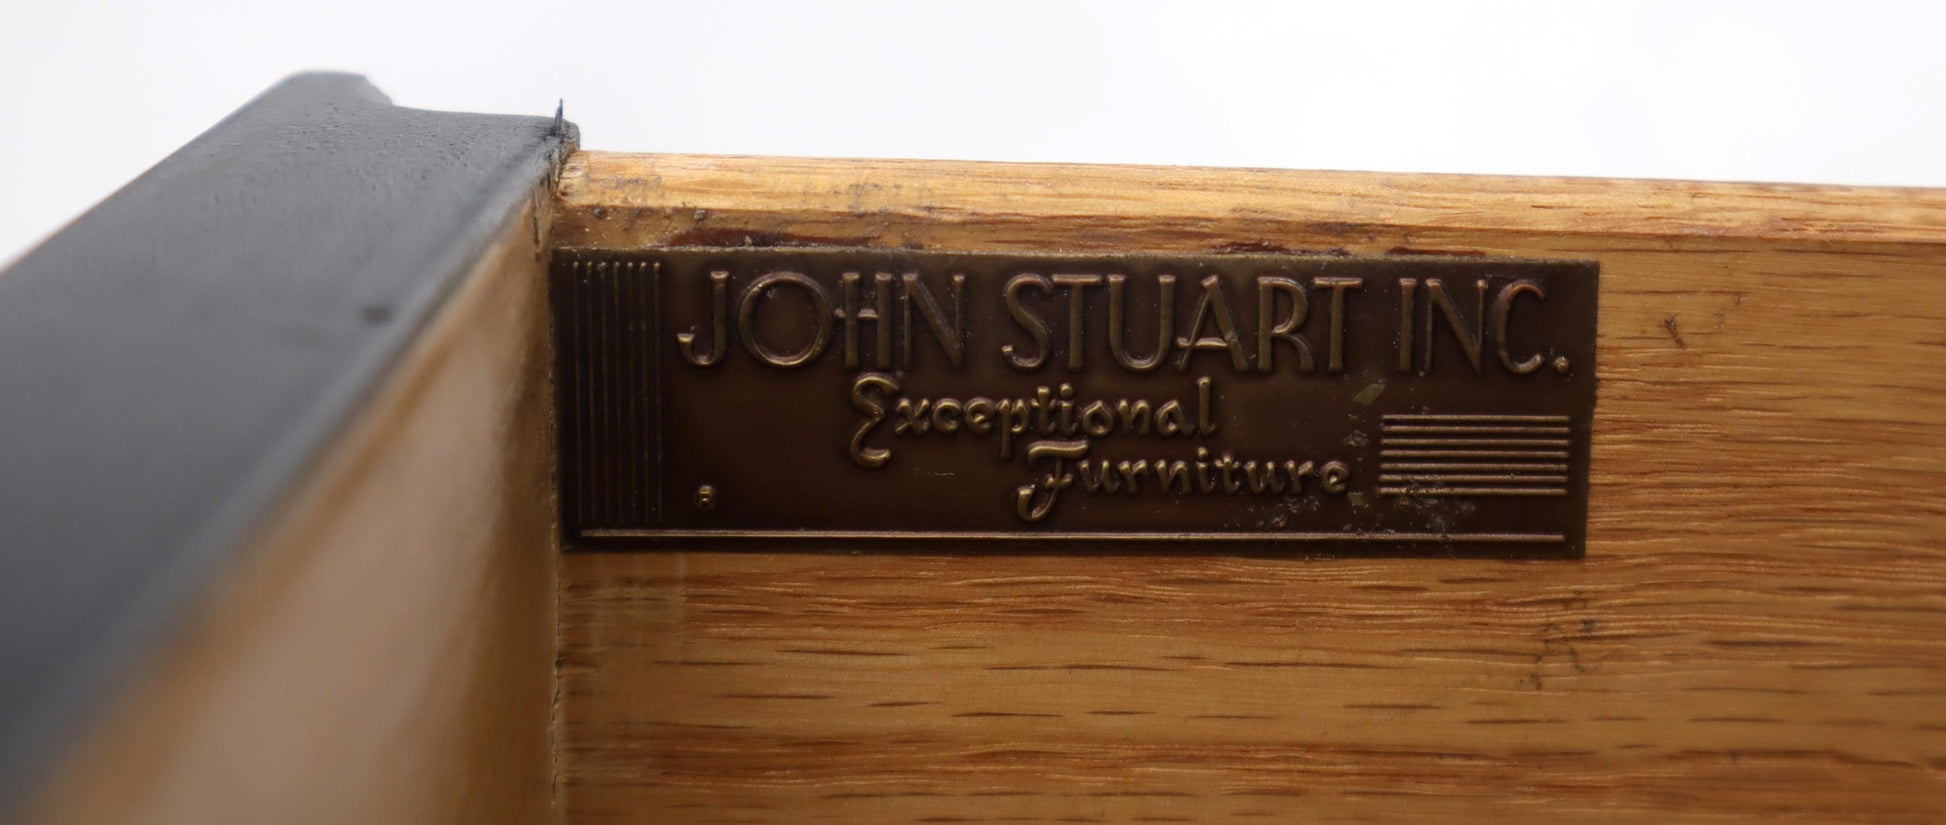 JOHN STUART INC.
Exceptional
Furniture
®